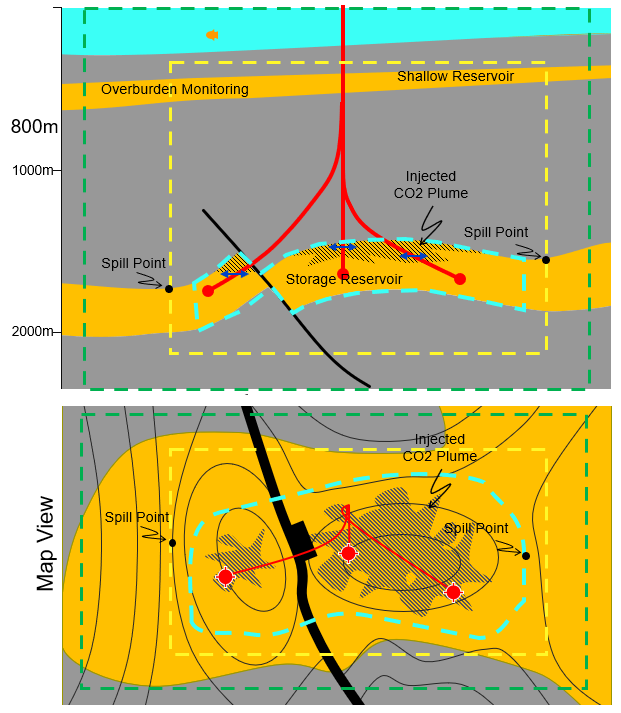 Shallow Reservoir
Overburden Monitoring
800m
1000m
Injected
CO2 Plume
Spill Point
Spill Point
Storage Reservoir
2000m
Injected
CO2 Plume
Spill Point
Spill Point
Map View